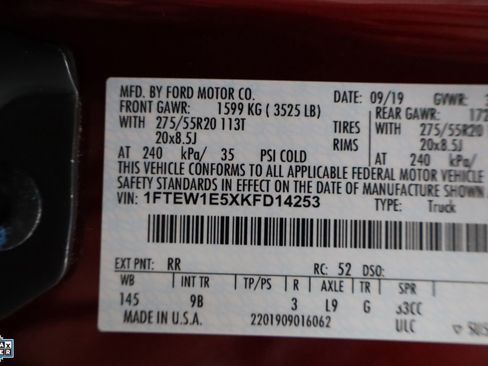 MFD. BY FORD MOTOR CO. DATE: 09/19 GVWR:
FRONT GAWR: 1599 KG ( 3525 LB) REAR GAWR: 172
WITH 275/55R20 113T TIRES WITH 275/55R20
20x8.5J RIMS 20x8.5J
AT 240 kPa/ 35 PSI COLD AT 240 kPa/
THIS VEHICLE CONFORMS TO ALL APPLICABLE FEDERAL MOTOR VEHICLE
SAFETY STANDARDS IN EFFECT ON THE DATE OF MANUFACTURE SHOWN
VIN: 1FTEW1E5XKFD14253 TYPE: Truck
EXT PNT: RR RC: 52 DSO:
WB INT TR TP/PS R AXLE TR SPR
145 9B 3 L9 G 53CC
MADE IN U.S.A. 2201909016062 ULC